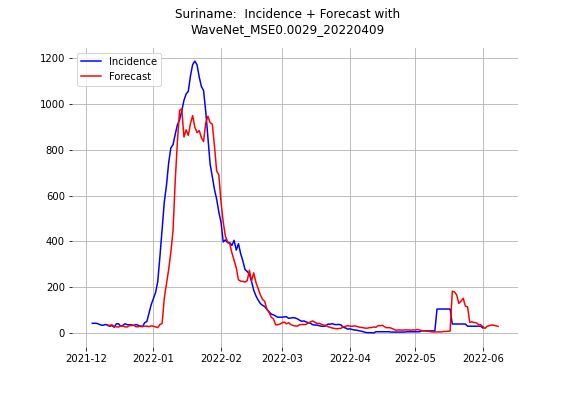 Suriname:  Incidence + Forecast with
WaveNet_MSE0.0029_20220409
Incidence
Forecast
1200
1000
800
600
400
200
0
2021-12 2022-01 2022-02 2022-03 2022-04 2022-05 2022-06